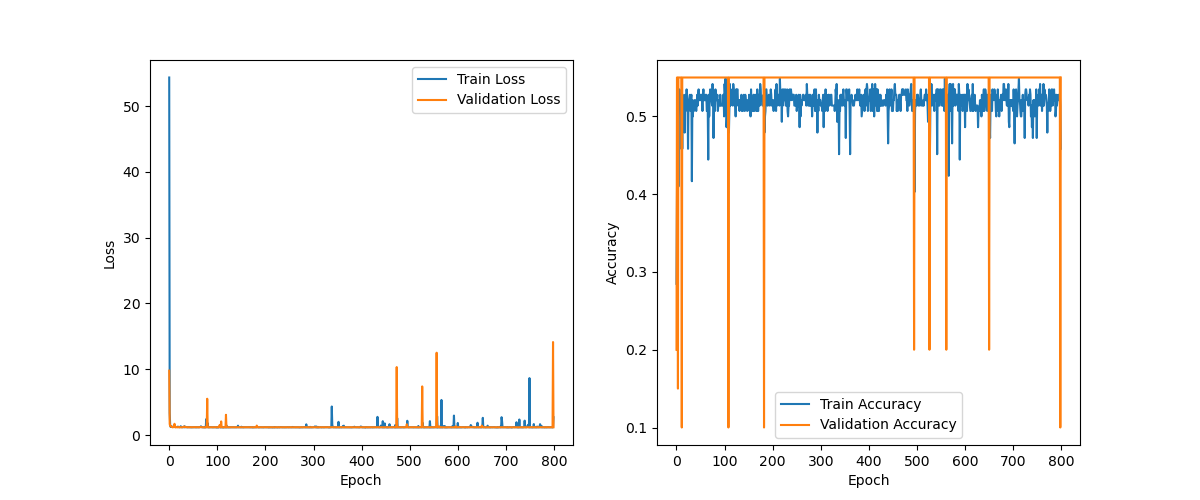 Train Loss
Validation Loss
50
40
30
20
10
0
Loss
0 100 200 300 400 500 600 700 800
Epoch
0.5
0.4
0.3
0.2
0.1
Accuracy
Train Accuracy
Validation Accuracy
0 100 200 300 400 500 600 700 800
Epoch